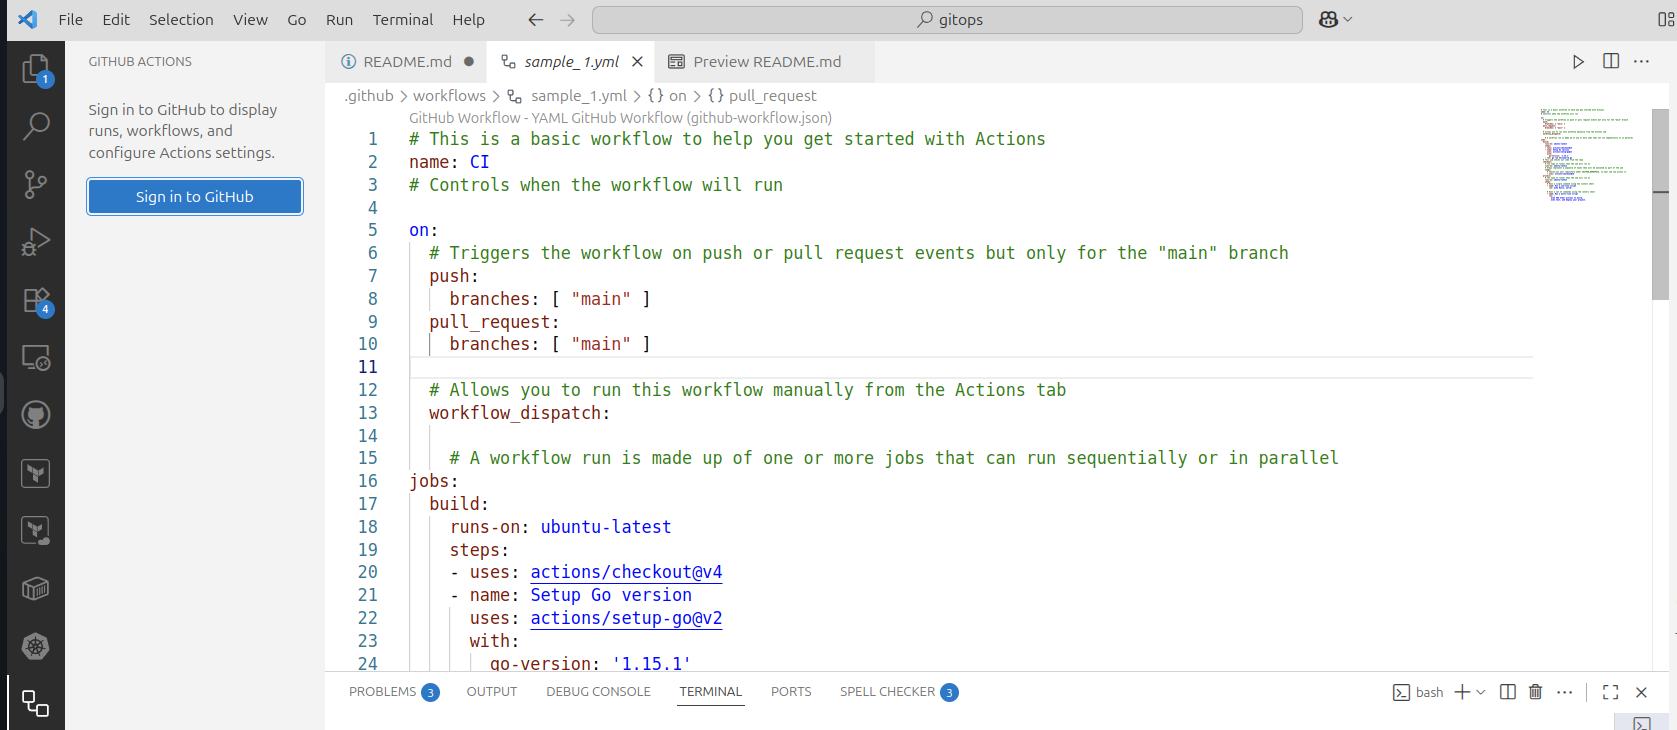 File Edit Selection View Go Run Terminal Help
gitops
GITHUB ACTIONS
Sign in to GitHub to display
runs, workflows, and
configure Actions settings.
Sign in to GitHub
1
4
README.md
sample_1.yml
Preview README.md
.github > workflows > sample_1.yml > {} on > {} pull_request
GitHub Workflow - YAML GitHub Workflow (github-workflow.json)
1 # This is a basic workflow to help you get started with Actions
2 name: CI
3 # Controls when the workflow will run
4
5 on:
6 # Triggers the workflow on push or pull request events but only for the "main" branch
7 push:
8 branches: [ "main" ]
9 pull_request:
10 branches: [ "main" ]
11
12 # Allows you to run this workflow manually from the Actions tab
13 workflow_dispatch:
14
15 # A workflow run is made up of one or more jobs that can run sequentially or in parallel
16 jobs:
17 build:
18 runs-on: ubuntu-latest
19 steps:
20 - uses: actions/checkout@v4
21 - name: Setup Go version
22 uses: actions/setup-go@v2
23 with:
24 go-version: '1.15.1'
PROBLEMS 3 OUTPUT DEBUG CONSOLE TERMINAL PORTS SPELL CHECKER 3
bash